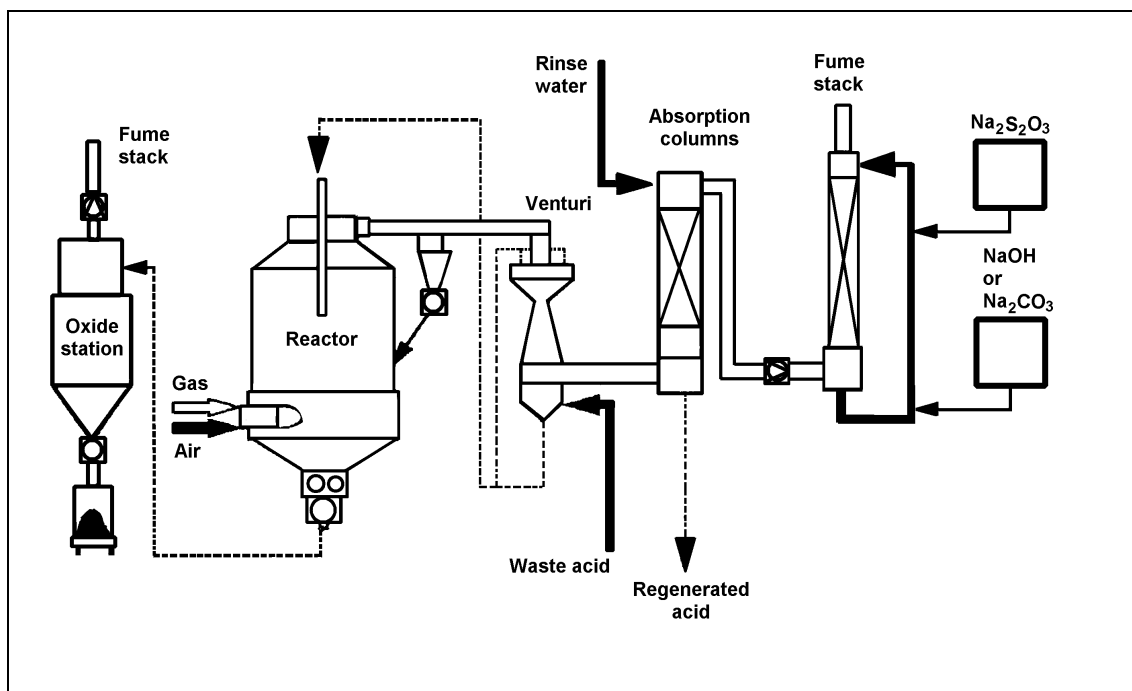 Fume
stack
Oxide
station
Gas
Air
Reactor
Venturi
Waste acid
Rinse
water
Absorption
columns
Regenerated
acid
Fume
stack
Na₂S₂O₃
NaOH
or
Na₂CO₃